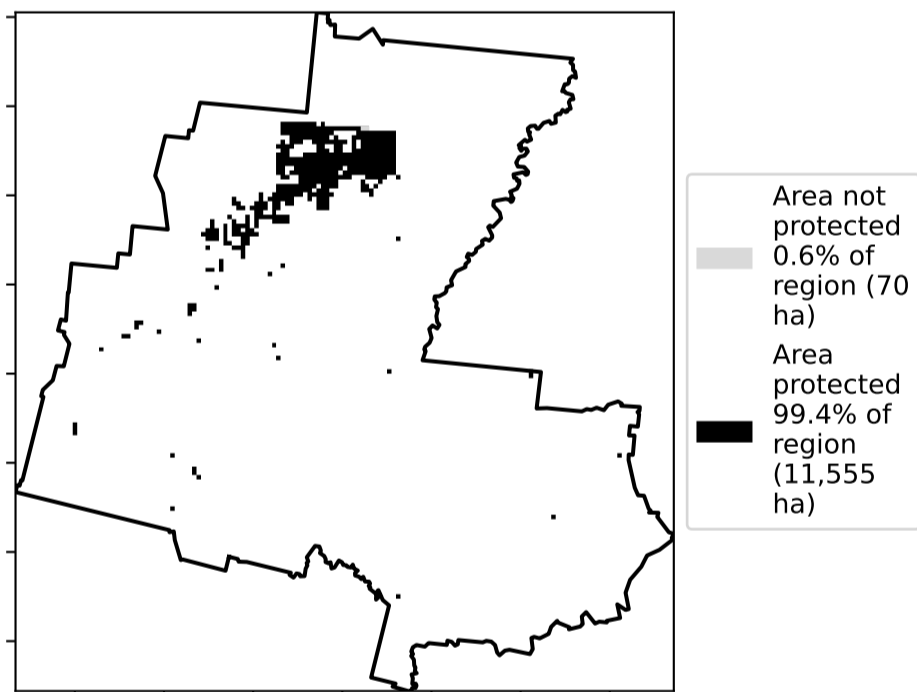 Area not
protected
0.6% of
region (70
ha)
Area
protected
99.4% of
region
(11,555
ha)